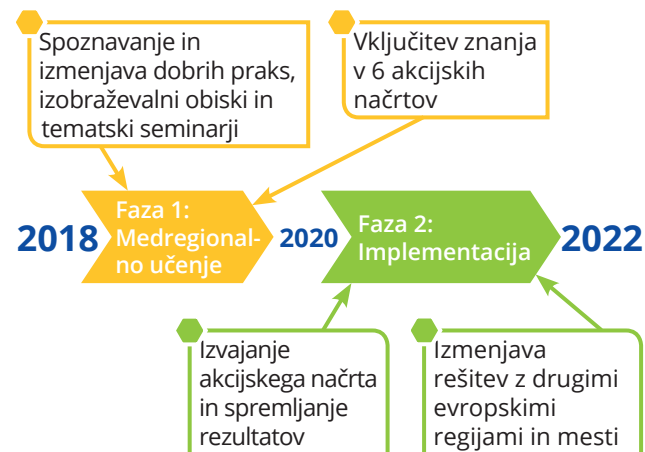 Spoznavanje in
izmenjava dobrih praks,
izobraževalni obiski in
tematski seminarji
Vključitev znanja
v 6 akcijskih
načrtov
2018
Faza 1:
Medregional-
no učenje
2020
Faza 2:
Implementacija
2022
Izvajanje
akcijskega načrta
in spremljanje
rezultatov
Izmenjava
rešitev z drugimi
evropskimi
regijami in mesti